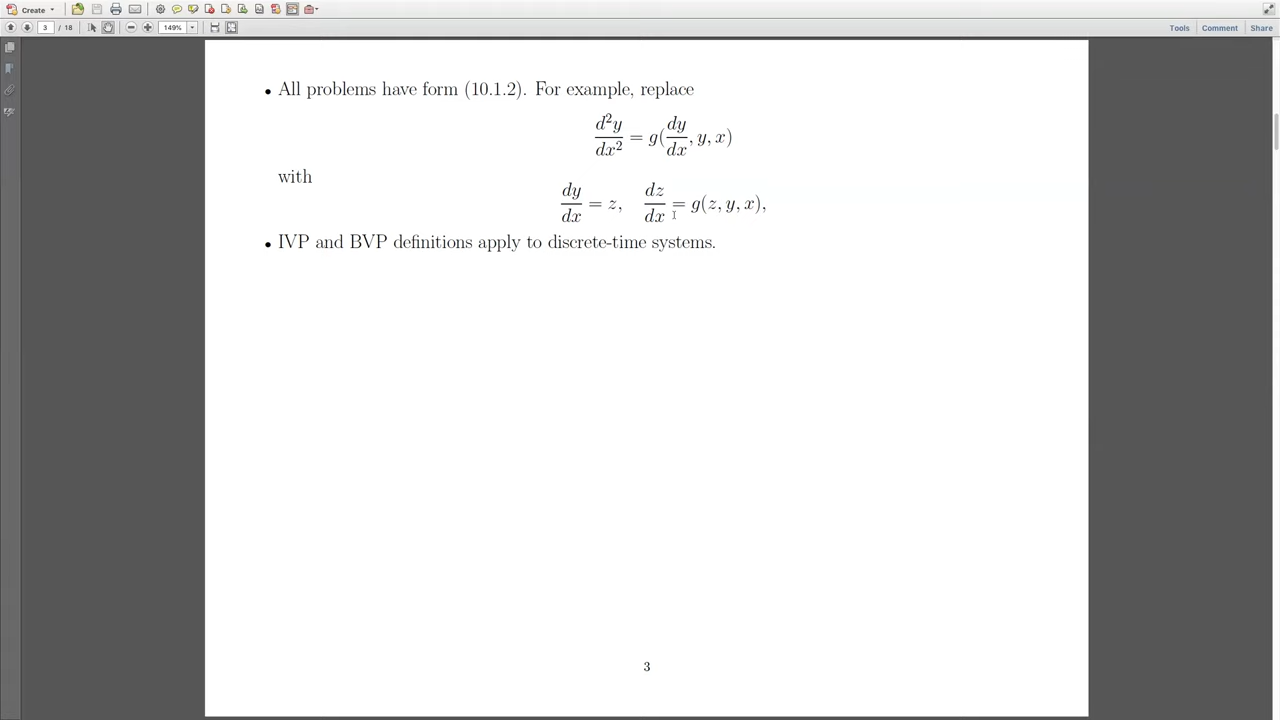 Create
3 / 18
149%
Tools
Comment
Share
• All problems have form (10.1.2). For example, replace
d²y/dx² = g(dy/dx, y, x)
with
dy/dx = z, dz/dx = g(z, y, x),
• IVP and BVP definitions apply to discrete-time systems.
3